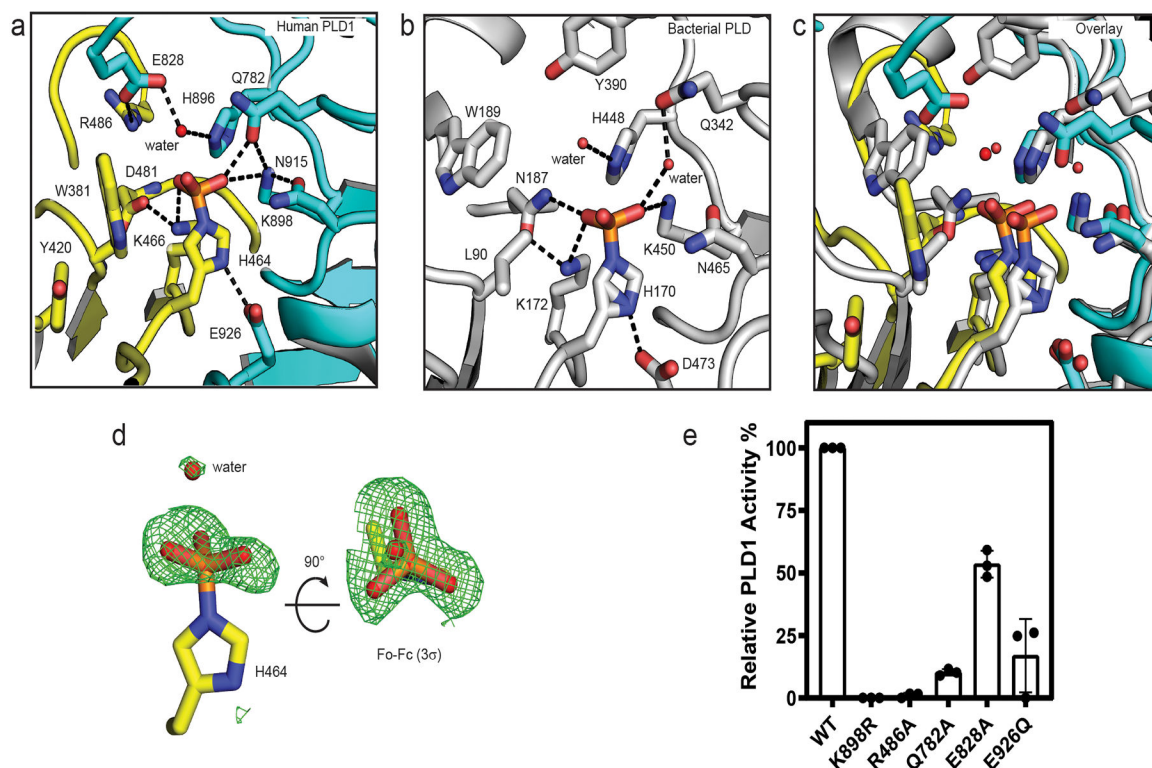 a
Human PLD1
E828
Q782
H896
R486
water
N915
D481
W381
K898
K466
Y420
H464
E926
b
Bacterial PLD
Y390
W189
H448
Q342
water
water
N187
K450
L90
N465
K172
H170
D473
c
Overlay
d
water
90°
H464
Fo-Fc (3σ)
e
Relative PLD1 Activity %
100
75
50
25
0
WT
K898R
R486A
Q782A
E828A
E926Q